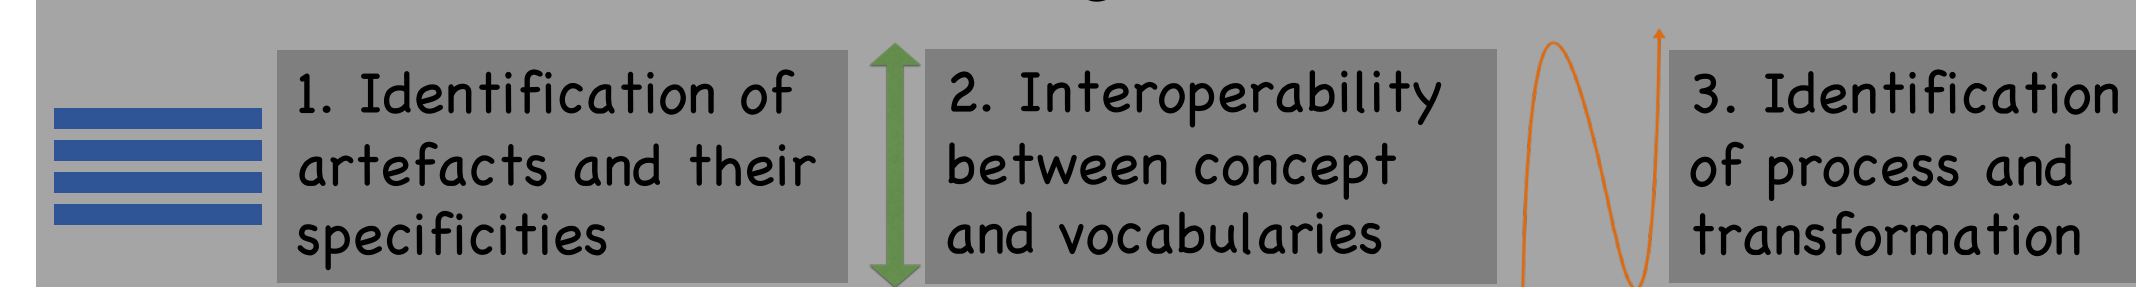 1. Identification of
artefacts and their
specificities
2. Interoperability
between concept
and vocabularies
3. Identification
of process and
transformation